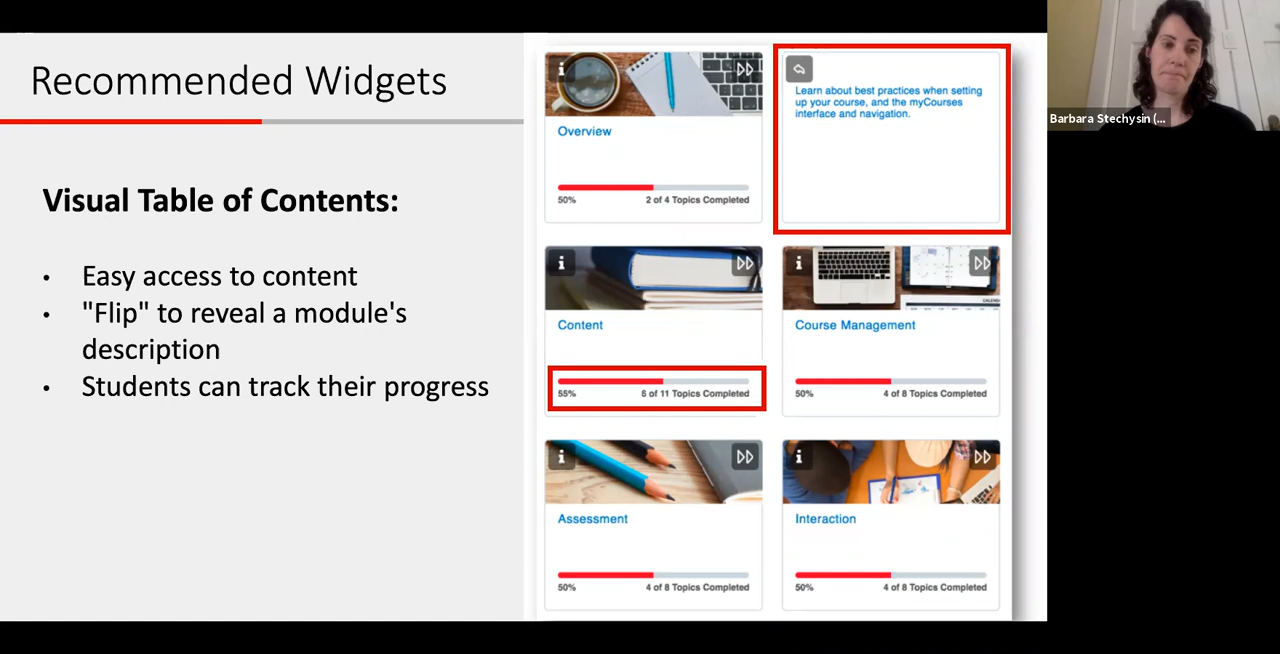 Recommended Widgets
Visual Table of Contents:
• Easy access to content
• "Flip" to reveal a module's
description
• Students can track their progress
Overview
50% 2 of 4 Topics Completed
Learn about best practices when setting
up your course, and the myCourses
interface and navigation.
Content
55% 6 of 11 Topics Completed
Course Management
50% 4 of 8 Topics Completed
Assessment
50% 4 of 8 Topics Completed
Interaction
50% 4 of 8 Topics Completed
Barbara Stechysin (...